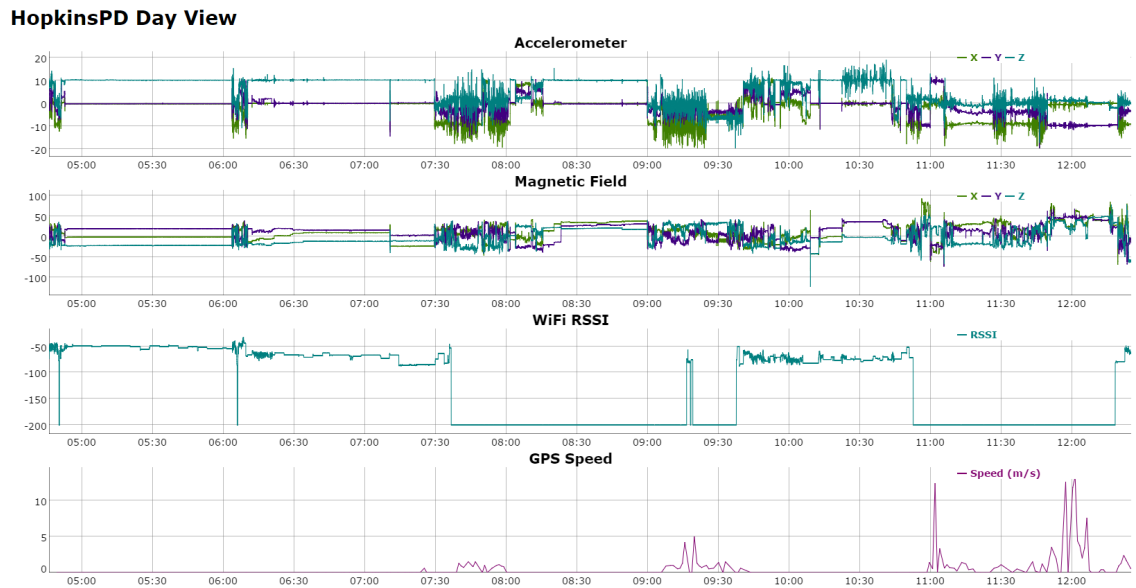 HopkinsPD Day View
Accelerometer
X Y Z
20
10
0
-10
-20
05:00 05:30 06:00 06:30 07:00 07:30 08:00 08:30 09:00 09:30 10:00 10:30 11:00 11:30 12:00
Magnetic Field
X Y Z
100
50
0
-50
-100
05:00 05:30 06:00 06:30 07:00 07:30 08:00 08:30 09:00 09:30 10:00 10:30 11:00 11:30 12:00
WiFi RSSI
RSSI
-50
-100
-150
-200
05:00 05:30 06:00 06:30 07:00 07:30 08:00 08:30 09:00 09:30 10:00 10:30 11:00 11:30 12:00
GPS Speed
Speed (m/s)
10
5
0
05:00 05:30 06:00 06:30 07:00 07:30 08:00 08:30 09:00 09:30 10:00 10:30 11:00 11:30 12:00